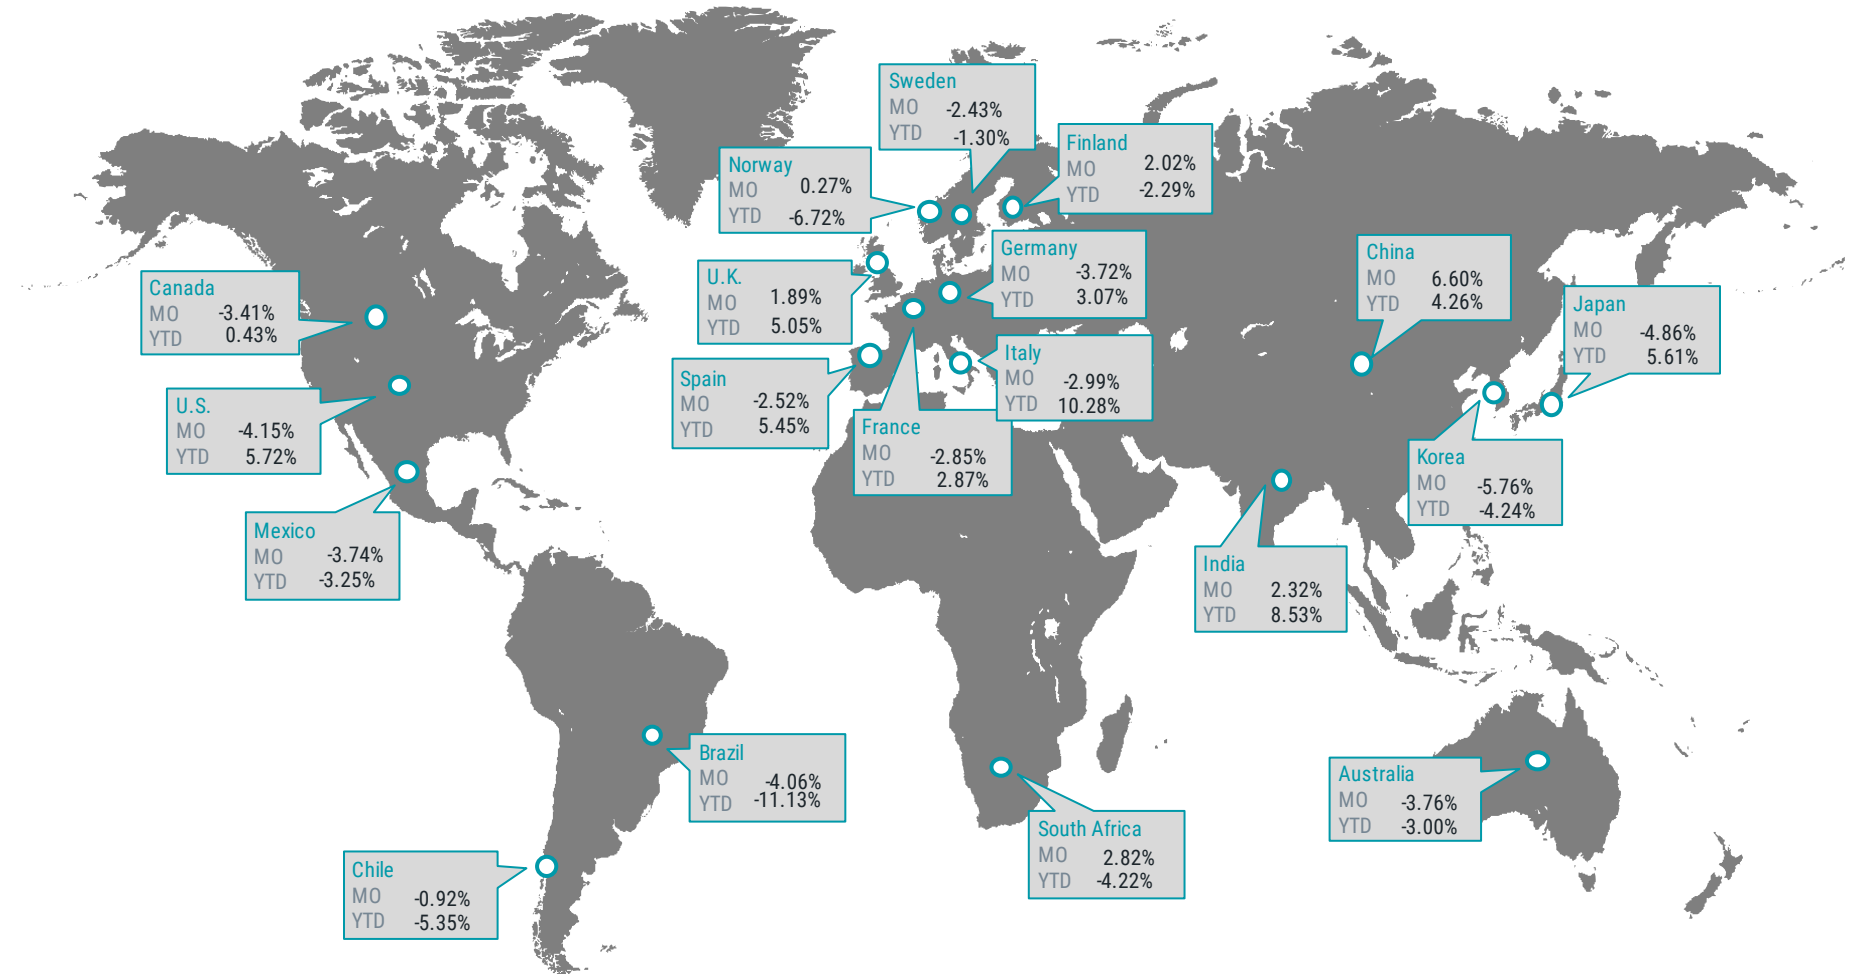 Sweden
MO -2.43%
YTD -1.30%
Finland
MO 2.02%
YTD -2.29%
Norway
MO 0.27%
YTD -6.72%
Germany
MO -3.72%
YTD 3.07%
China
MO 6.60%
YTD 4.26%
U.K.
MO 1.89%
YTD 5.05%
Canada
MO -3.41%
YTD 0.43%
Japan
MO -4.86%
YTD 5.61%
Italy
MO -2.99%
YTD 10.28%
Spain
MO -2.52%
YTD 5.45%
U.S.
MO -4.15%
YTD 5.72%
France
MO -2.85%
YTD 2.87%
Korea
MO -5.76%
YTD -4.24%
Mexico
MO -3.74%
YTD -3.25%
India
MO 2.32%
YTD 8.53%
Brazil
MO -4.06%
YTD -11.13%
Australia
MO -3.76%
YTD -3.00%
South Africa
MO 2.82%
YTD -4.22%
Chile
MO -0.92%
YTD -5.35%